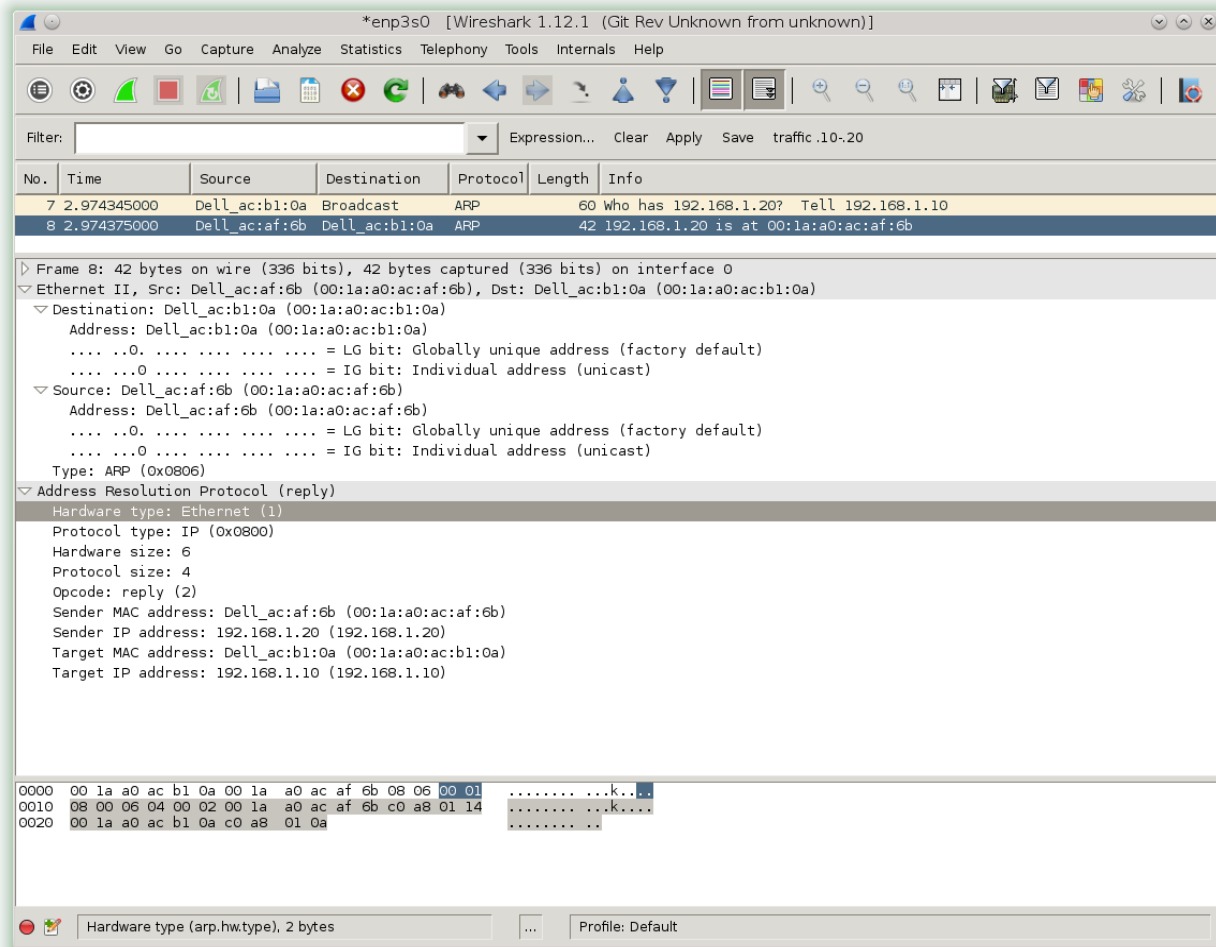 *enp3s0 [Wireshark 1.12.1 (Git Rev Unknown from unknown)]
File Edit View Go Capture Analyze Statistics Telephony Tools Internals Help
Filter: Expression... Clear Apply Save traffic .10-.20
No. Time Source Destination Protocol Length Info
7 2.974345000 Dell_ac:b1:0a Broadcast ARP 60 Who has 192.168.1.20? Tell 192.168.1.10
8 2.974375000 Dell_ac:af:6b Dell_ac:b1:0a ARP 42 192.168.1.20 is at 00:1a:a0:ac:af:6b
Frame 8: 42 bytes on wire (336 bits), 42 bytes captured (336 bits) on interface 0
Ethernet II, Src: Dell_ac:af:6b (00:1a:a0:ac:af:6b), Dst: Dell_ac:b1:0a (00:1a:a0:ac:b1:0a)
Destination: Dell_ac:b1:0a (00:1a:a0:ac:b1:0a)
Address: Dell_ac:b1:0a (00:1a:a0:ac:b1:0a)
.... ..0. .... .... .... .... = LG bit: Globally unique address (factory default)
.... ...0 .... .... .... .... = IG bit: Individual address (unicast)
Source: Dell_ac:af:6b (00:1a:a0:ac:af:6b)
Address: Dell_ac:af:6b (00:1a:a0:ac:af:6b)
.... ..0. .... .... .... .... = LG bit: Globally unique address (factory default)
.... ...0 .... .... .... .... = IG bit: Individual address (unicast)
Type: ARP (0x0806)
Address Resolution Protocol (reply)
Hardware type: Ethernet (1)
Protocol type: IP (0x0800)
Hardware size: 6
Protocol size: 4
Opcode: reply (2)
Sender MAC address: Dell_ac:af:6b (00:1a:a0:ac:af:6b)
Sender IP address: 192.168.1.20 (192.168.1.20)
Target MAC address: Dell_ac:b1:0a (00:1a:a0:ac:b1:0a)
Target IP address: 192.168.1.10 (192.168.1.10)
0000 00 1a a0 ac b1 0a 00 1a a0 ac af 6b 08 06 00 01 ........ ...k....
0010 08 00 06 04 00 02 00 1a a0 ac af 6b c0 a8 01 14 ........ ...k....
0020 00 1a a0 ac b1 0a c0 a8 01 0a ........ ..
Hardware type (arp.hw.type), 2 bytes ... Profile: Default